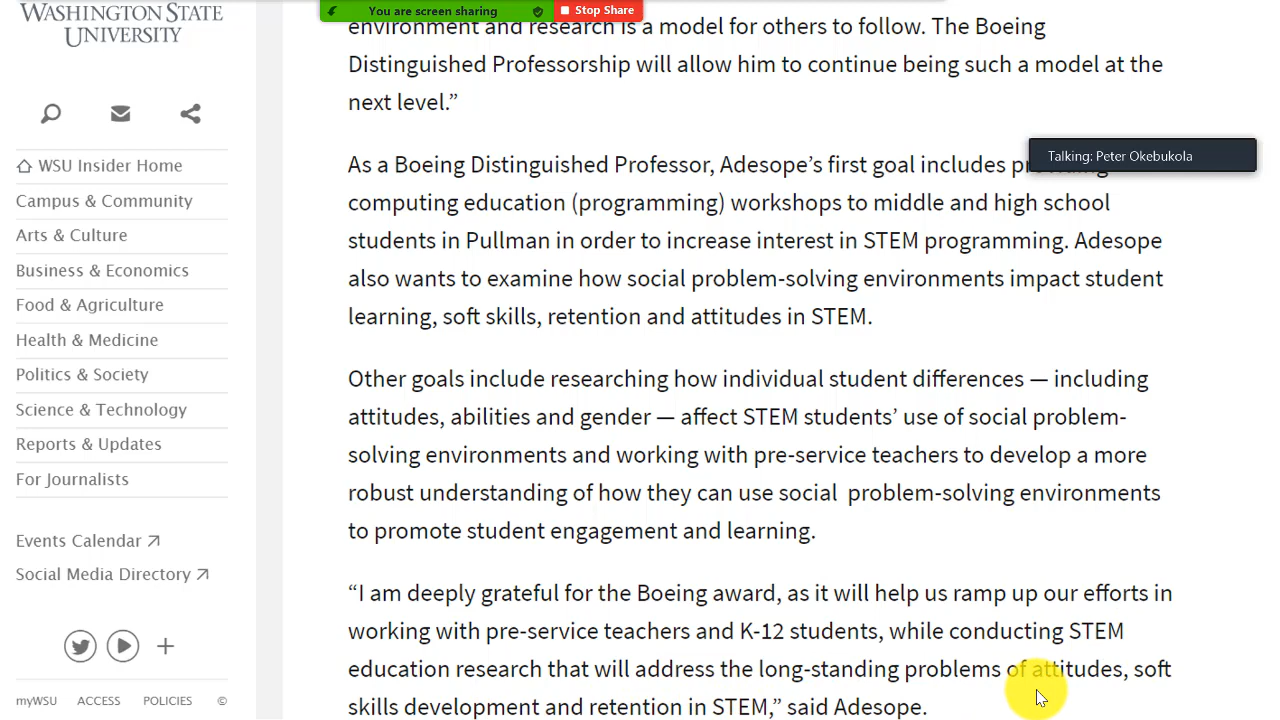 WASHINGTON STATE
UNIVERSITY
You are screen sharing
Stop Share
Talking: Peter Okebukola
WSU Insider Home
Campus & Community
Arts & Culture
Business & Economics
Food & Agriculture
Health & Medicine
Politics & Society
Science & Technology
Reports & Updates
For Journalists
Events Calendar
Social Media Directory
myWSU ACCESS POLICIES ©
environment and research is a model for others to follow. The Boeing
Distinguished Professorship will allow him to continue being such a model at the
next level.”
As a Boeing Distinguished Professor, Adesope’s first goal includes
computing education (programming) workshops to middle and high school
students in Pullman in order to increase interest in STEM programming. Adesope
also wants to examine how social problem-solving environments impact student
learning, soft skills, retention and attitudes in STEM.
Other goals include researching how individual student differences — including
attitudes, abilities and gender — affect STEM students’ use of social problem-
solving environments and working with pre-service teachers to develop a more
robust understanding of how they can use social problem-solving environments
to promote student engagement and learning.
“I am deeply grateful for the Boeing award, as it will help us ramp up our efforts in
working with pre-service teachers and K-12 students, while conducting STEM
education research that will address the long-standing problems of attitudes, soft
skills development and retention in STEM,” said Adesope.